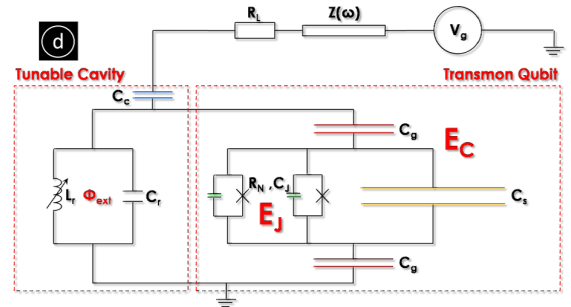 d
R_L
Z(ω)
V_g
Tunable Cavity
Transmon Qubit
C_c
C_g
E_C
L_r
Φ_ext
C_r
R_N ,C_J
E_J
C_s
C_g